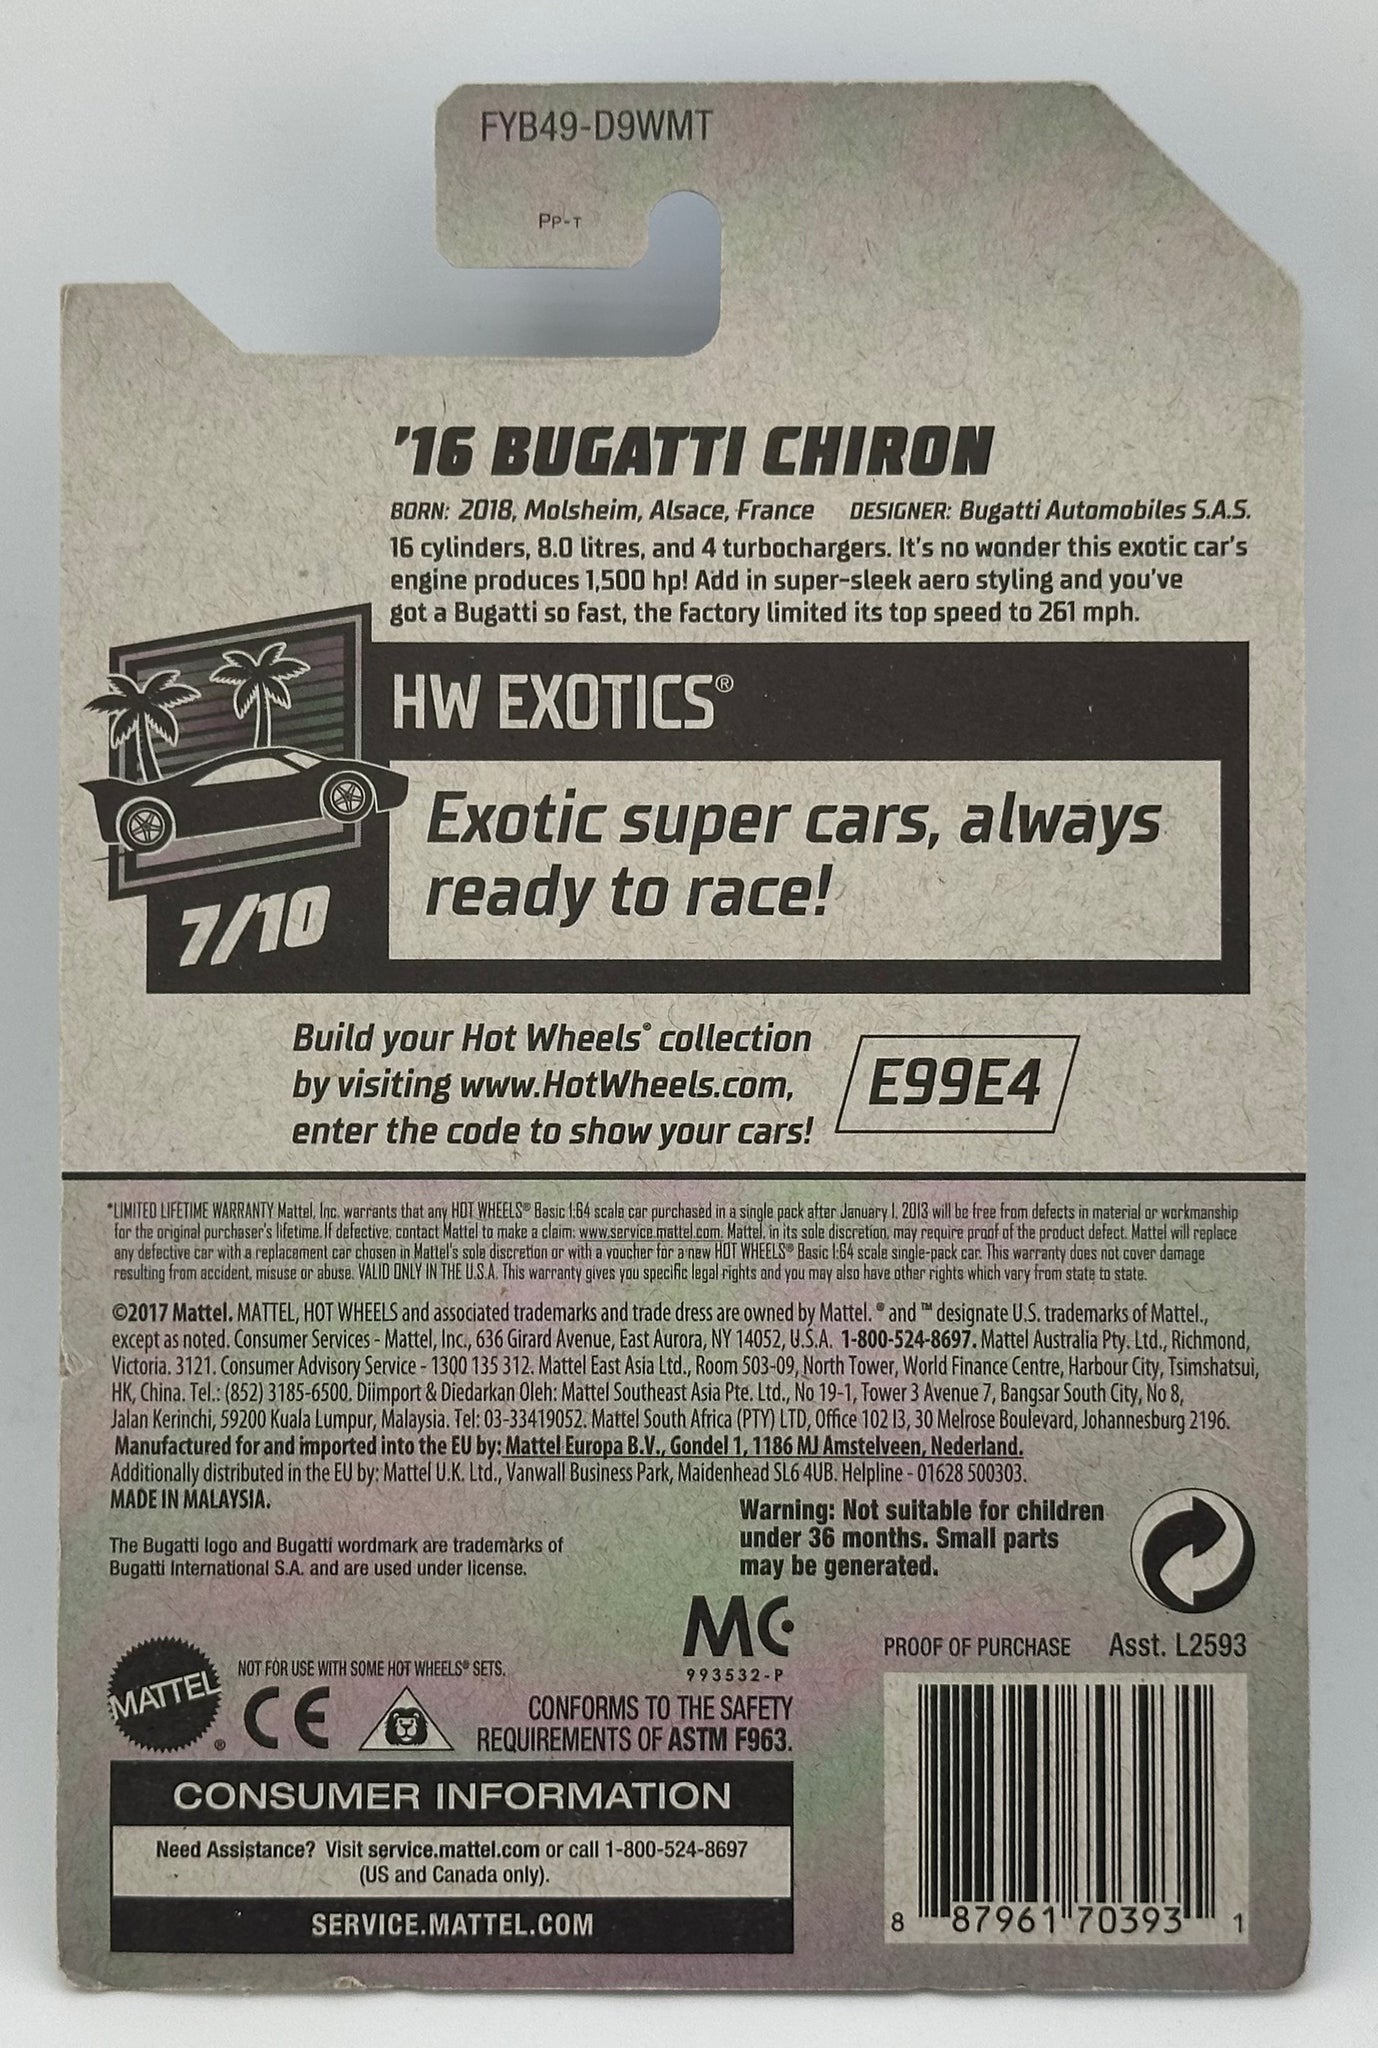 FYB49-D9WMT
PP-T
'16 BUGATTI CHIRON
BORN: 2018, Molsheim, Alsace, France DESIGNER: Bugatti Automobiles S.A.S.
16 cylinders, 8.0 litres, and 4 turbochargers. It's no wonder this exotic car's
engine produces 1,500 hp! Add in super-sleek aero styling and you've
got a Bugatti so fast, the factory limited its top speed to 261 mph.
HW EXOTICS®
Exotic super cars, always
ready to race!
7/10
Build your Hot Wheels® collection
by visiting www.HotWheels.com,
enter the code to show your cars!
E99E4
*LIMITED LIFETIME WARRANTY Mattel, Inc. warrants that any HOT WHEELS® Basic 1:64 scale car purchased in a single pack after January 1, 2013 will be free from defects in material or workmanship
for the original purchaser's lifetime. If defective, contact Mattel to make a claim: www.service.mattel.com. Mattel, in its sole discretion, may require proof of the product defect. Mattel will replace
any defective car with a replacement car chosen in Mattel's sole discretion or with a voucher for a new HOT WHEELS® Basic 1:64 scale single-pack car. This warranty does not cover damage
resulting from accident, misuse or abuse. VALID ONLY IN THE U.S.A. This warranty gives you specific legal rights and you may also have other rights which vary from state to state.
©2017 Mattel. MATTEL, HOT WHEELS and associated trademarks and trade dress are owned by Mattel. ® and ™ designate U.S. trademarks of Mattel.,
except as noted. Consumer Services - Mattel, Inc., 636 Girard Avenue, East Aurora, NY 14052, U.S.A. 1-800-524-8697. Mattel Australia Pty. Ltd., Richmond,
Victoria. 3121. Consumer Advisory Service - 1300 135 312. Mattel East Asia Ltd., Room 503-09, North Tower, World Finance Centre, Harbour City, Tsimshatsui,
HK, China. Tel.: (852) 3185-6500. Diimport & Diedarkan Oleh: Mattel Southeast Asia Pte. Ltd., No 19-1, Tower 3 Avenue 7, Bangsar South City, No 8,
Jalan Kerinchi, 59200 Kuala Lumpur, Malaysia. Tel: 03-33419052. Mattel South Africa (PTY) LTD, Office 102 I3, 30 Melrose Boulevard, Johannesburg 2196.
Manufactured for and imported into the EU by: Mattel Europa B.V., Gondel 1, 1186 MJ Amstelveen, Nederland.
Additionally distributed in the EU by: Mattel U.K. Ltd., Vanwall Business Park, Maidenhead SL6 4UB. Helpline - 01628 500303.
MADE IN MALAYSIA.
The Bugatti logo and Bugatti wordmark are trademarks of
Bugatti International S.A. and are used under license.
Warning: Not suitable for children
under 36 months. Small parts
may be generated.
MC
993532-P
PROOF OF PURCHASE Asst. L2593
MATTEL®
NOT FOR USE WITH SOME HOT WHEELS® SETS.
CE
CONFORMS TO THE SAFETY
REQUIREMENTS OF ASTM F963.
CONSUMER INFORMATION
Need Assistance? Visit service.mattel.com or call 1-800-524-8697
(US and Canada only).
SERVICE.MATTEL.COM
8 87961 70393 1